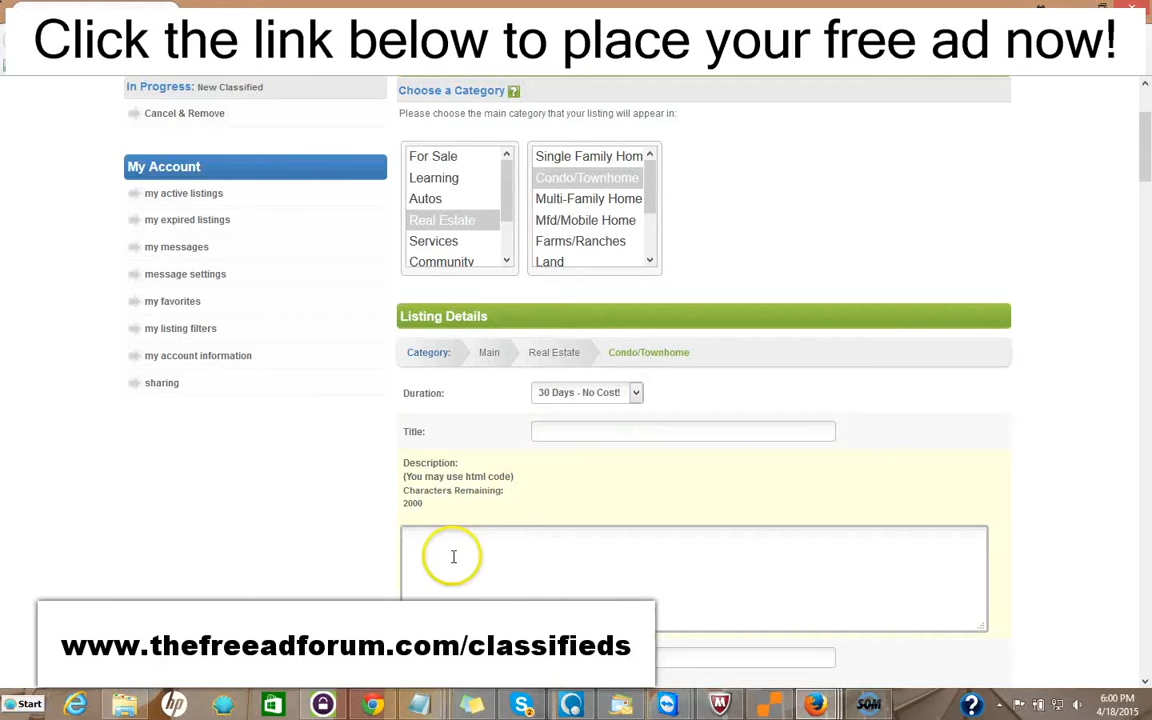 Click the link below to place your free ad now!
In Progress: New Classified
Cancel & Remove
My Account
my active listings
my expired listings
my messages
message settings
my favorites
my listing filters
my account information
sharing
Choose a Category ?
Please choose the main category that your listing will appear in:
For Sale
Learning
Autos
Real Estate
Services
Community
Single Family Hom
Condo/Townhome
Multi-Family Home
Mfd/Mobile Home
Farms/Ranches
Land
Listing Details
Category: Main Real Estate Condo/Townhome
Duration: 30 Days - No Cost!
Title:
Description:
(You may use html code)
Characters Remaining:
2000
www.thefreeadforum.com/classifieds
Start
6:00 PM
4/18/2015